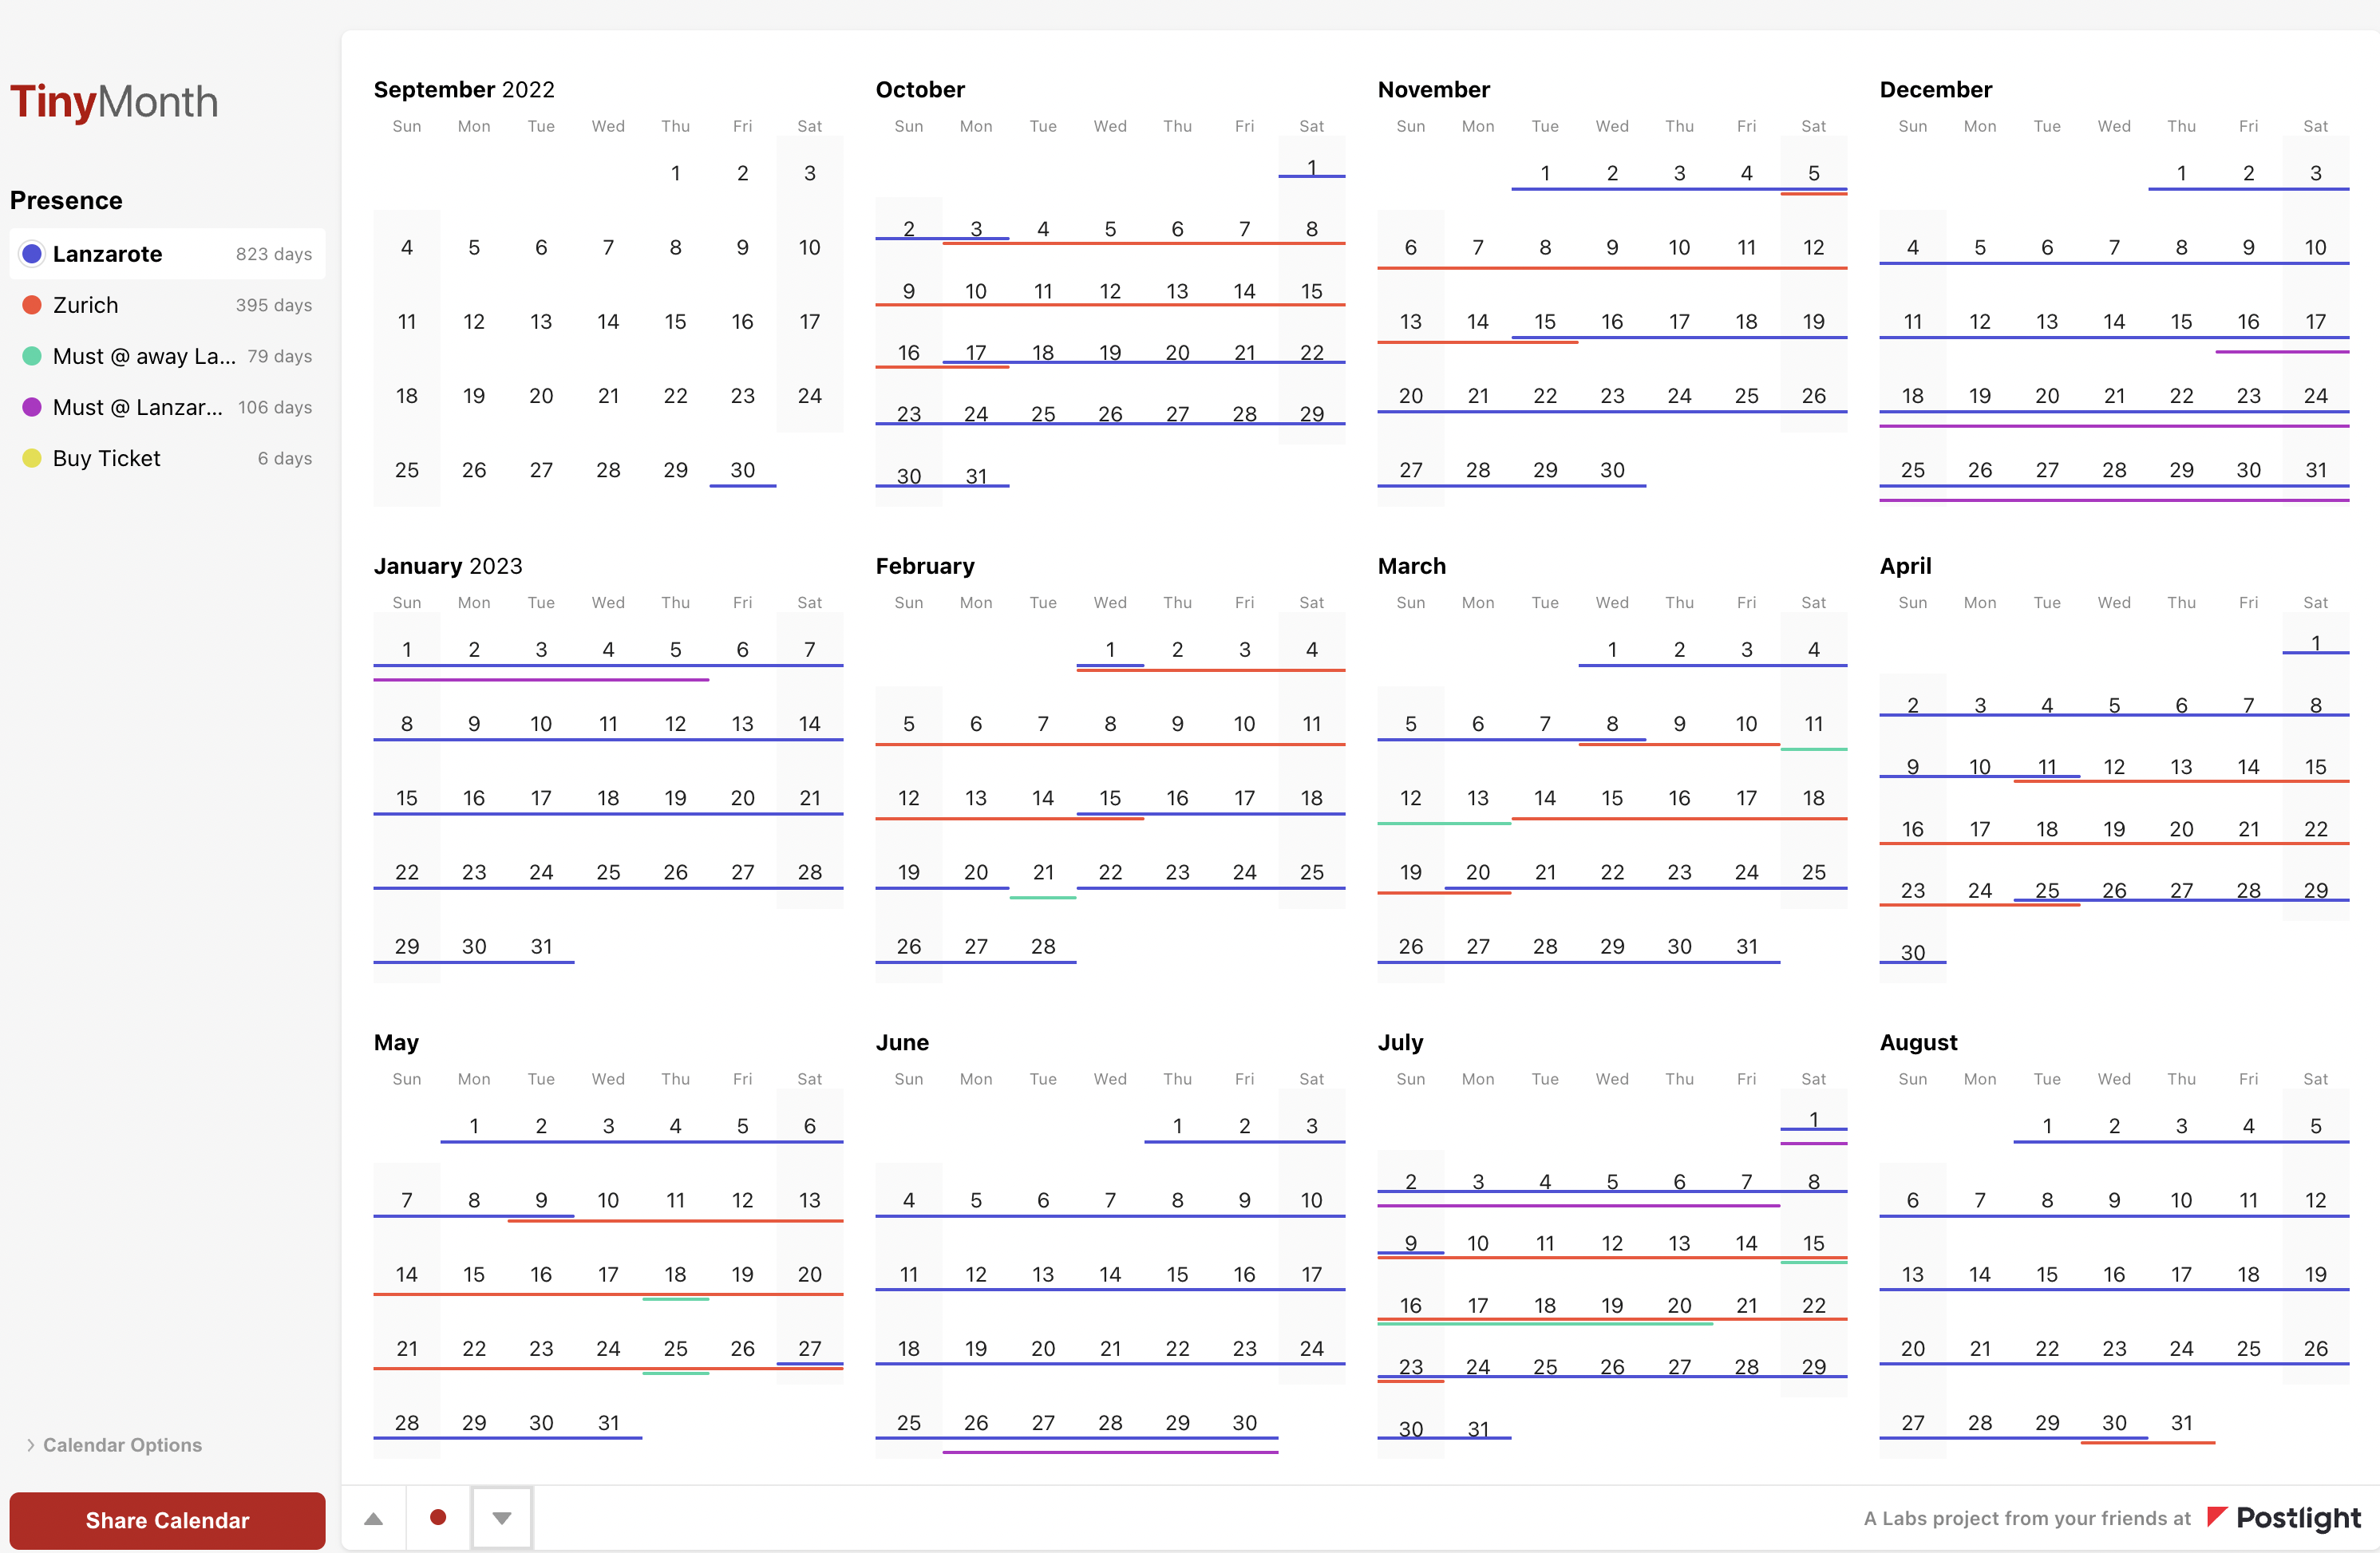 TinyMonth
Presence
Lanzarote 823 days
Zurich 395 days
Must @ away La... 79 days
Must @ Lanzar... 106 days
Buy Ticket 6 days
Calendar Options
Share Calendar
September 2022
Sun Mon Tue Wed Thu Fri Sat
1 2 3
4 5 6 7 8 9 10
11 12 13 14 15 16 17
18 19 20 21 22 23 24
25 26 27 28 29 30
October
Sun Mon Tue Wed Thu Fri Sat
1
2 3 4 5 6 7 8
9 10 11 12 13 14 15
16 17 18 19 20 21 22
23 24 25 26 27 28 29
30 31
November
Sun Mon Tue Wed Thu Fri Sat
1 2 3 4 5
6 7 8 9 10 11 12
13 14 15 16 17 18 19
20 21 22 23 24 25 26
27 28 29 30
December
Sun Mon Tue Wed Thu Fri Sat
1 2 3
4 5 6 7 8 9 10
11 12 13 14 15 16 17
18 19 20 21 22 23 24
25 26 27 28 29 30 31
January 2023
Sun Mon Tue Wed Thu Fri Sat
1 2 3 4 5 6 7
8 9 10 11 12 13 14
15 16 17 18 19 20 21
22 23 24 25 26 27 28
29 30 31
February
Sun Mon Tue Wed Thu Fri Sat
1 2 3 4
5 6 7 8 9 10 11
12 13 14 15 16 17 18
19 20 21 22 23 24 25
26 27 28
March
Sun Mon Tue Wed Thu Fri Sat
1 2 3 4
5 6 7 8 9 10 11
12 13 14 15 16 17 18
19 20 21 22 23 24 25
26 27 28 29 30 31
April
Sun Mon Tue Wed Thu Fri Sat
1
2 3 4 5 6 7 8
9 10 11 12 13 14 15
16 17 18 19 20 21 22
23 24 25 26 27 28 29
30
May
Sun Mon Tue Wed Thu Fri Sat
1 2 3 4 5 6
7 8 9 10 11 12 13
14 15 16 17 18 19 20
21 22 23 24 25 26 27
28 29 30 31
June
Sun Mon Tue Wed Thu Fri Sat
1 2 3
4 5 6 7 8 9 10
11 12 13 14 15 16 17
18 19 20 21 22 23 24
25 26 27 28 29 30
July
Sun Mon Tue Wed Thu Fri Sat
1
2 3 4 5 6 7 8
9 10 11 12 13 14 15
16 17 18 19 20 21 22
23 24 25 26 27 28 29
30 31
August
Sun Mon Tue Wed Thu Fri Sat
1 2 3 4 5
6 7 8 9 10 11 12
13 14 15 16 17 18 19
20 21 22 23 24 25 26
27 28 29 30 31
A Labs project from your friends at Postlight